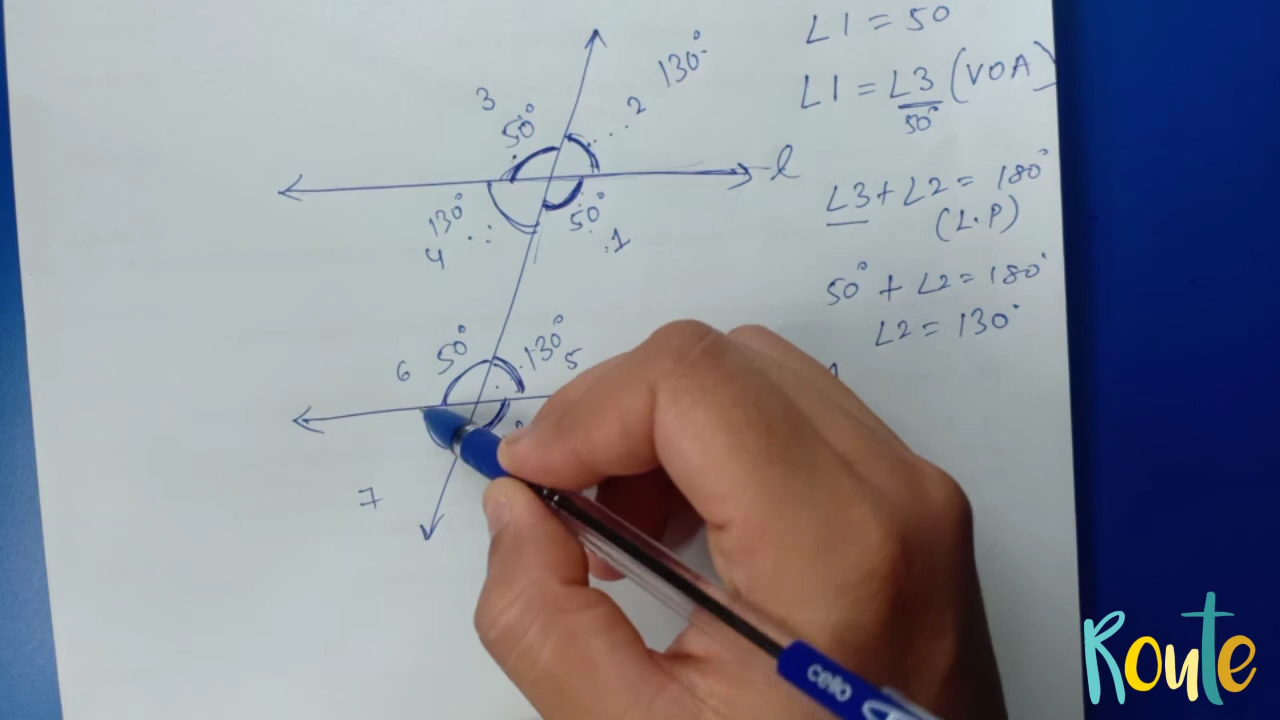 ∠1 = 50
∠1 = ∠3 (VOA)
50°
∠3 + ∠2 = 180°
(L.P)
50° + ∠2 = 180°
∠2 = 130°
130°
2
3
50°
l
130°
4
50°
1
6
50°
130°
5
7
cello
Route